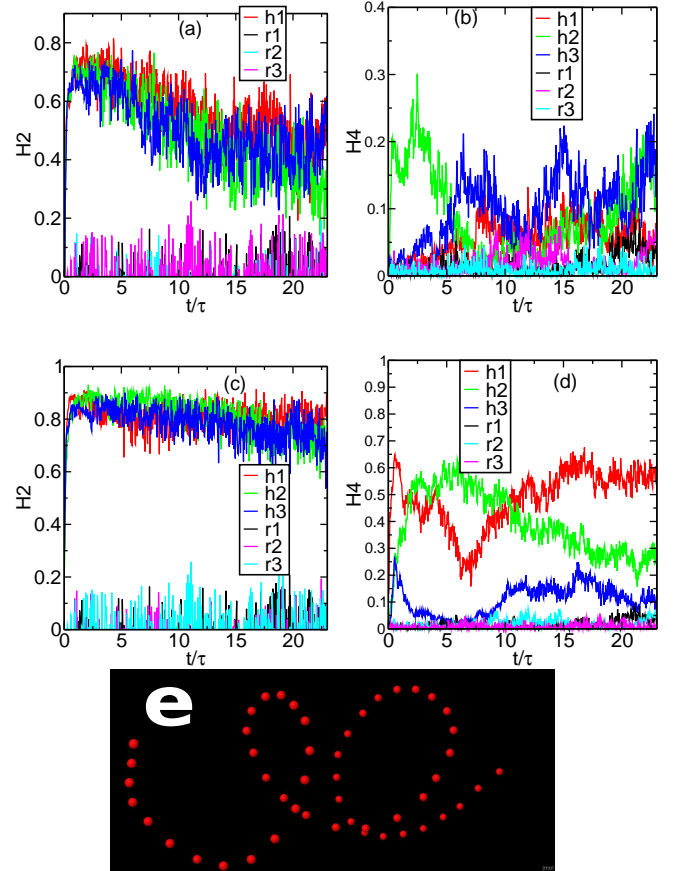 (a)
h1
r1
r2
r3
0.8
0.6
0.4
0.2
0
H2
0 5 10 15 20
t/τ
(b)
h1
h2
h3
r1
r2
r3
0.4
0.3
0.2
0.1
0
H4
0 5 10 15 20
t/τ
(c)
1
0.8
0.6
0.4
0.2
0
H2
h1
h2
h3
r1
r2
r3
0 5 10 15 20
t/τ
(d)
h1
h2
h3
r1
r2
r3
1
0.9
0.8
0.7
0.6
0.5
0.4
0.3
0.2
0.1
0
H4
0 5 10 15 20
t/τ
e